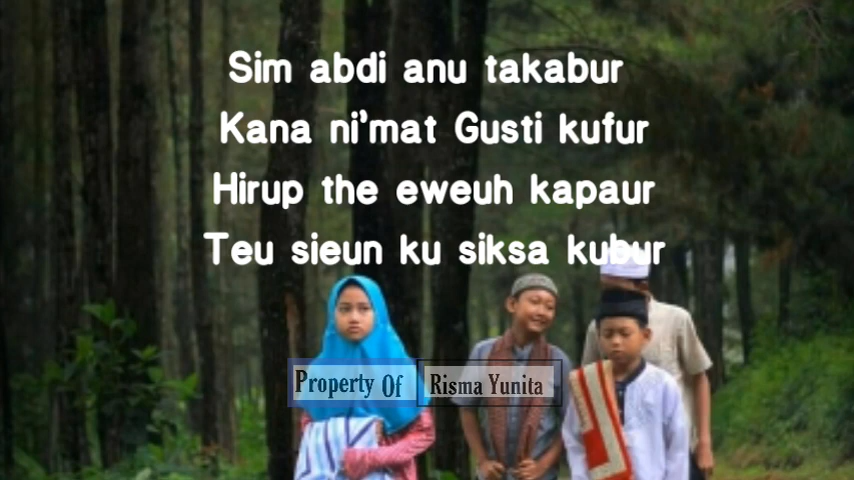 Sim abdi anu takabur
Kana ni'mat Gusti kufur
Hirup the eweuh kapaur
Teu sieun ku siksa kubur
Property Of Risma Yunita